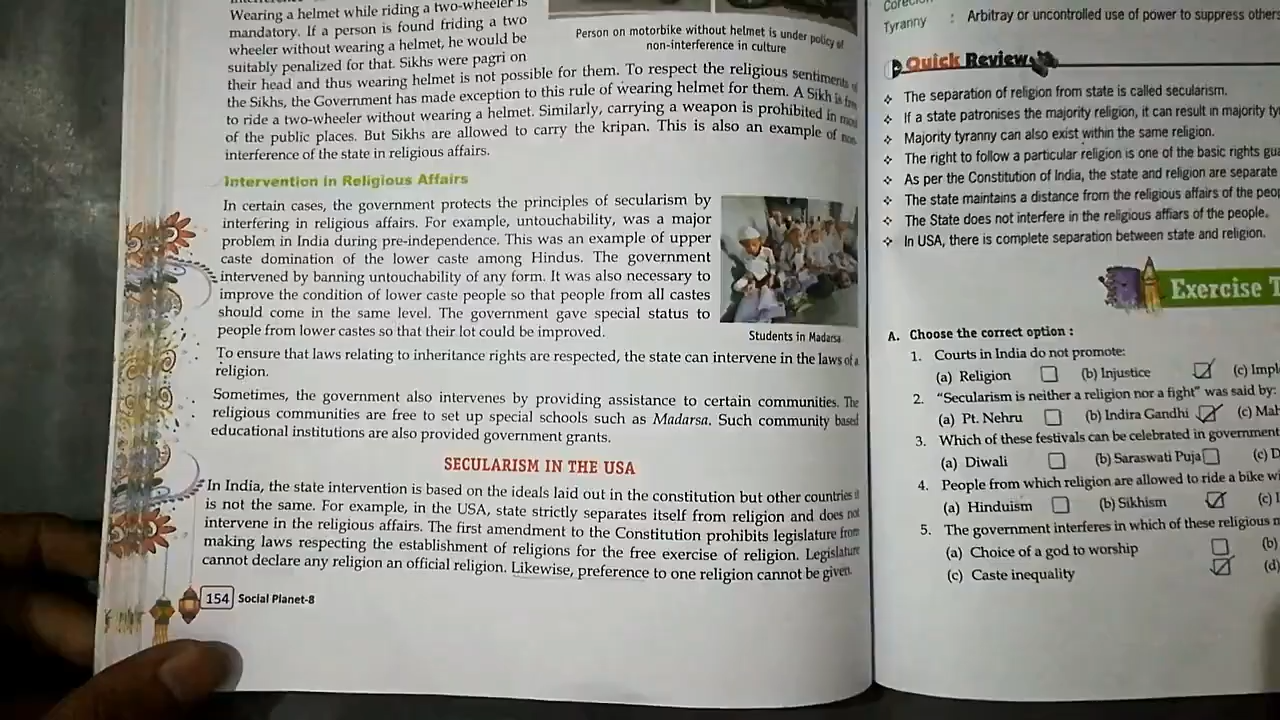 Wearing a helmet while riding a two-wheeler is
mandatory. If a person is found friding a two
wheeler without wearing a helmet, he would be
suitably penalized for that. Sikhs were pagri on
their head and thus wearing helmet is not possible for them. To respect the religious sentiments of
the Sikhs, the Government has made exception to this rule of wearing helmet for them. A Sikh is free
to ride a two-wheeler without wearing a helmet. Similarly, carrying a weapon is prohibited in most
of the public places. But Sikhs are allowed to carry the kripan. This is also an example of non-
interference of the state in religious affairs.
Person on motorbike without helmet is under policy of
non-interference in culture
Intervention in Religious Affairs
In certain cases, the government protects the principles of secularism by
interfering in religious affairs. For example, untouchability, was a major
problem in India during pre-independence. This was an example of upper
caste domination of the lower caste among Hindus. The government
intervened by banning untouchability of any form. It was also necessary to
improve the condition of lower caste people so that people from all castes
should come in the same level. The government gave special status to
people from lower castes so that their lot could be improved.
Students in Madarsa
To ensure that laws relating to inheritance rights are respected, the state can intervene in the laws of a
religion.
Sometimes, the government also intervenes by providing assistance to certain communities. The
religious communities are free to set up special schools such as Madarsa. Such community based
educational institutions are also provided government grants.
SECULARISM IN THE USA
In India, the state intervention is based on the ideals laid out in the constitution but other countries it
is not the same. For example, in the USA, state strictly separates itself from religion and does not
intervene in the religious affairs. The first amendment to the Constitution prohibits legislature from
making laws respecting the establishment of religions for the free exercise of religion. Legislature
cannot declare any religion an official religion. Likewise, preference to one religion cannot be given.
154 Social Planet-8
Tyranny : Arbitray or uncontrolled use of power to suppress others
Quick Review
The separation of religion from state is called secularism.
If a state patronises the majority religion, it can result in majority ty
Majority tyranny can also exist within the same religion.
The right to follow a particular religion is one of the basic rights gua
As per the Constitution of India, the state and religion are separate
The state maintains a distance from the religious affairs of the peo
The State does not interfere in the religious affiars of the people.
In USA, there is complete separation between state and religion.
Exercise T
A. Choose the correct option :
1. Courts in India do not promote:
(a) Religion (b) Injustice (c) Impl
2. "Secularism is neither a religion nor a fight" was said by:
(a) Pt. Nehru (b) Indira Gandhi (c) Mah
3. Which of these festivals can be celebrated in government
(a) Diwali (b) Saraswati Puja (c) D
4. People from which religion are allowed to ride a bike wi
(a) Hinduism (b) Sikhism (c) I
5. The government interferes in which of these religious m
(a) Choice of a god to worship (b)
(c) Caste inequality (d)